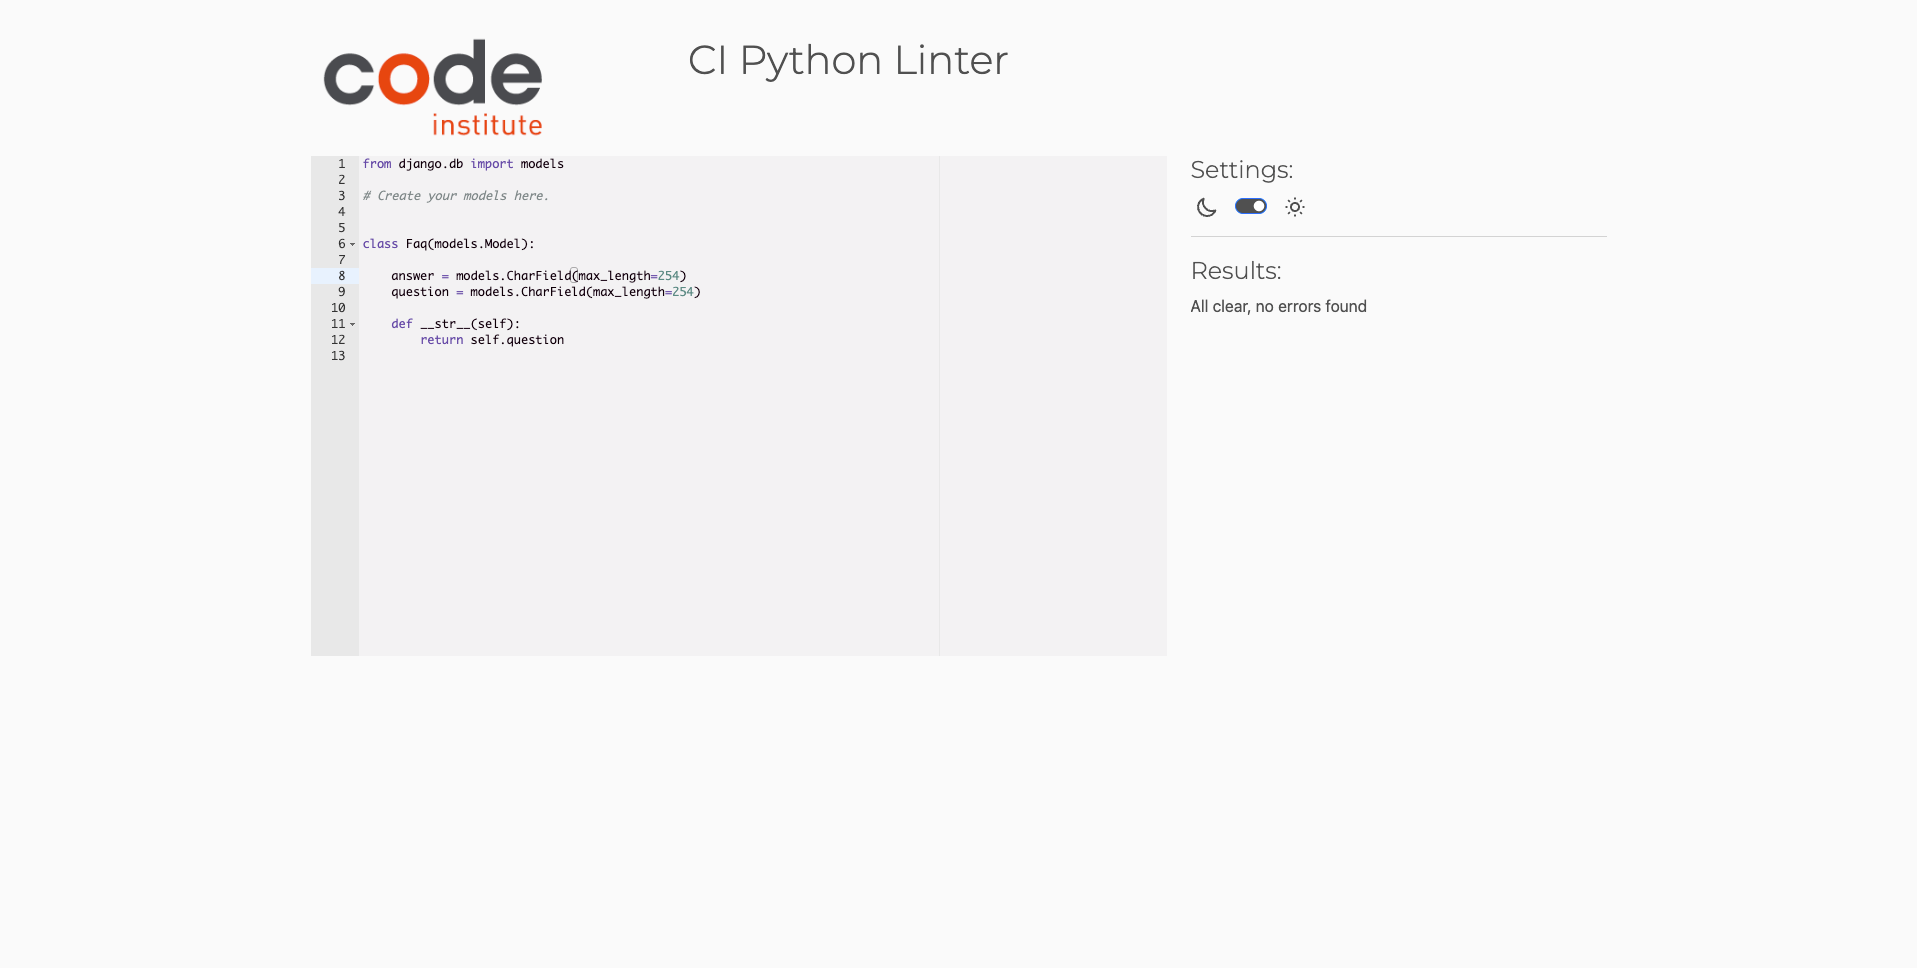 code
institute
CI Python Linter
1 from django.db import models
2
3 # Create your models here.
4
5
6 class Faq(models.Model):
7
8     answer = models.CharField(max_length=254)
9     question = models.CharField(max_length=254)
10
11     def __str__(self):
12         return self.question
13
Settings:
Results:
All clear, no errors found